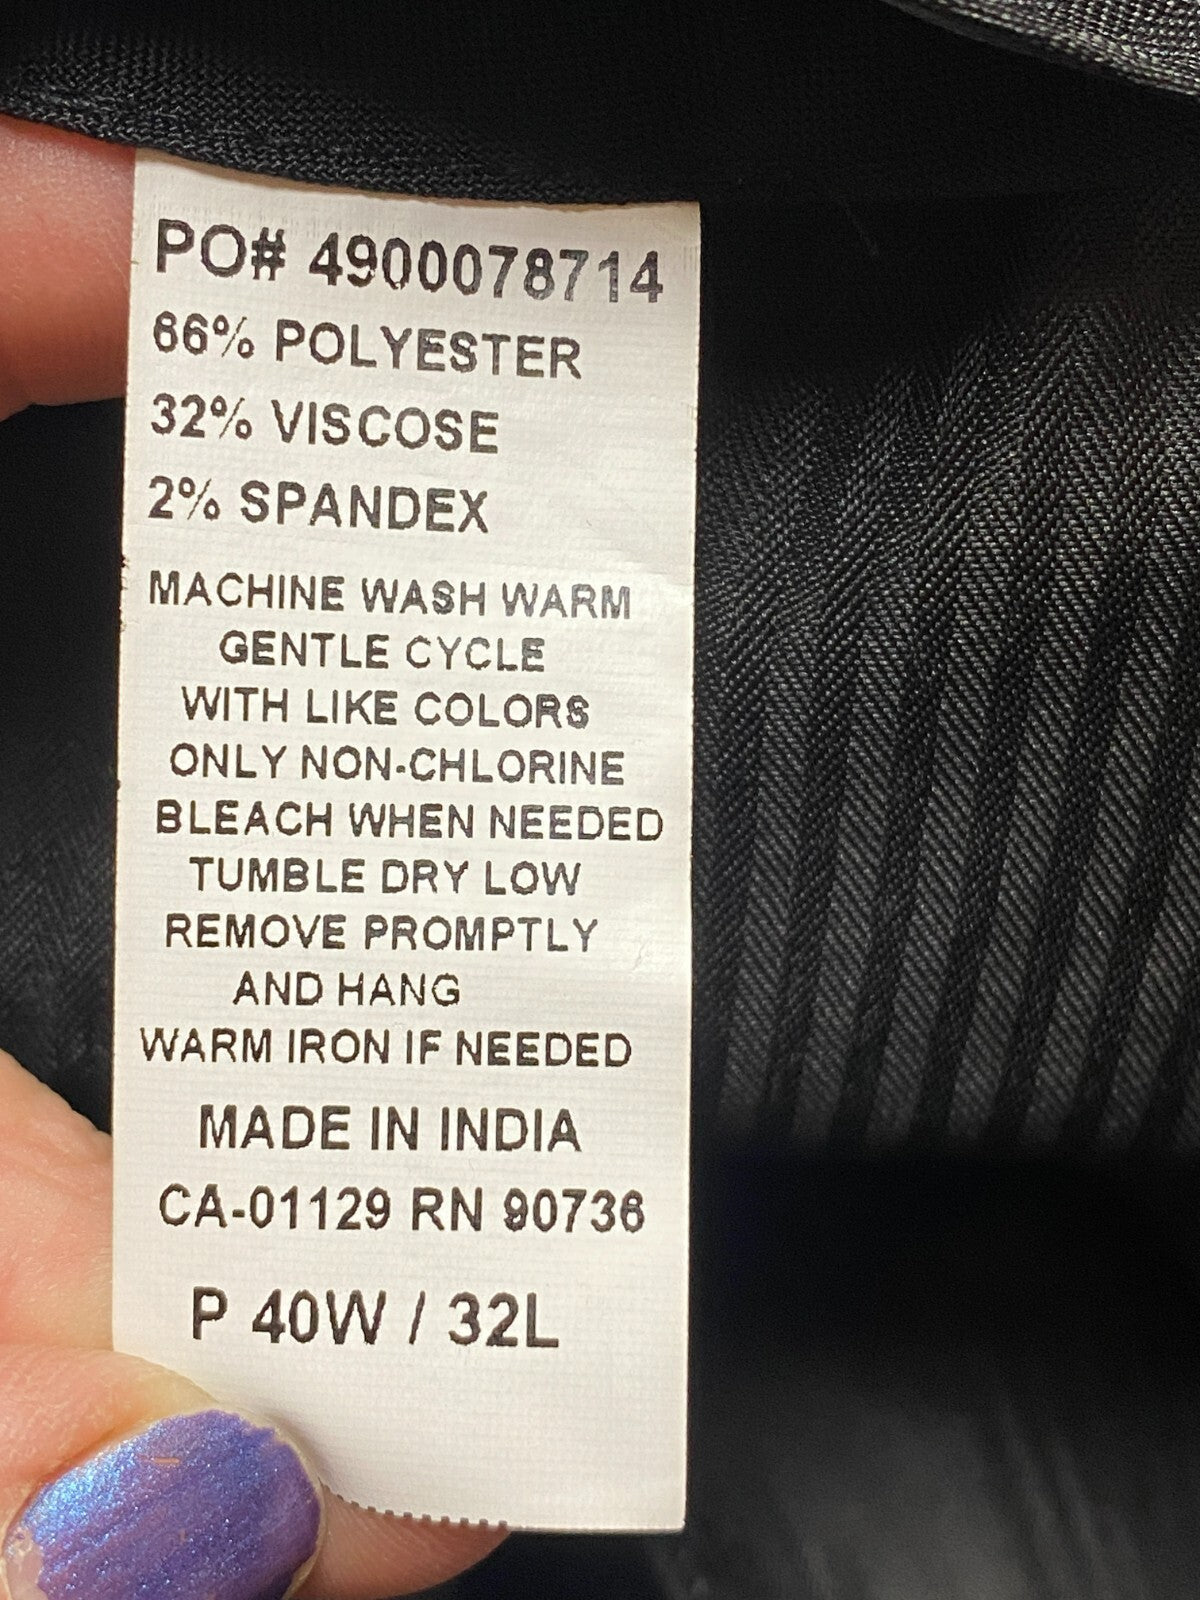 PO# 4900078714
66% POLYESTER
32% VISCOSE
2% SPANDEX
MACHINE WASH WARM
GENTLE CYCLE
WITH LIKE COLORS
ONLY NON-CHLORINE
BLEACH WHEN NEEDED
TUMBLE DRY LOW
REMOVE PROMPTLY
AND HANG
WARM IRON IF NEEDED
MADE IN INDIA
CA-01129 RN 90736
P 40W / 32L